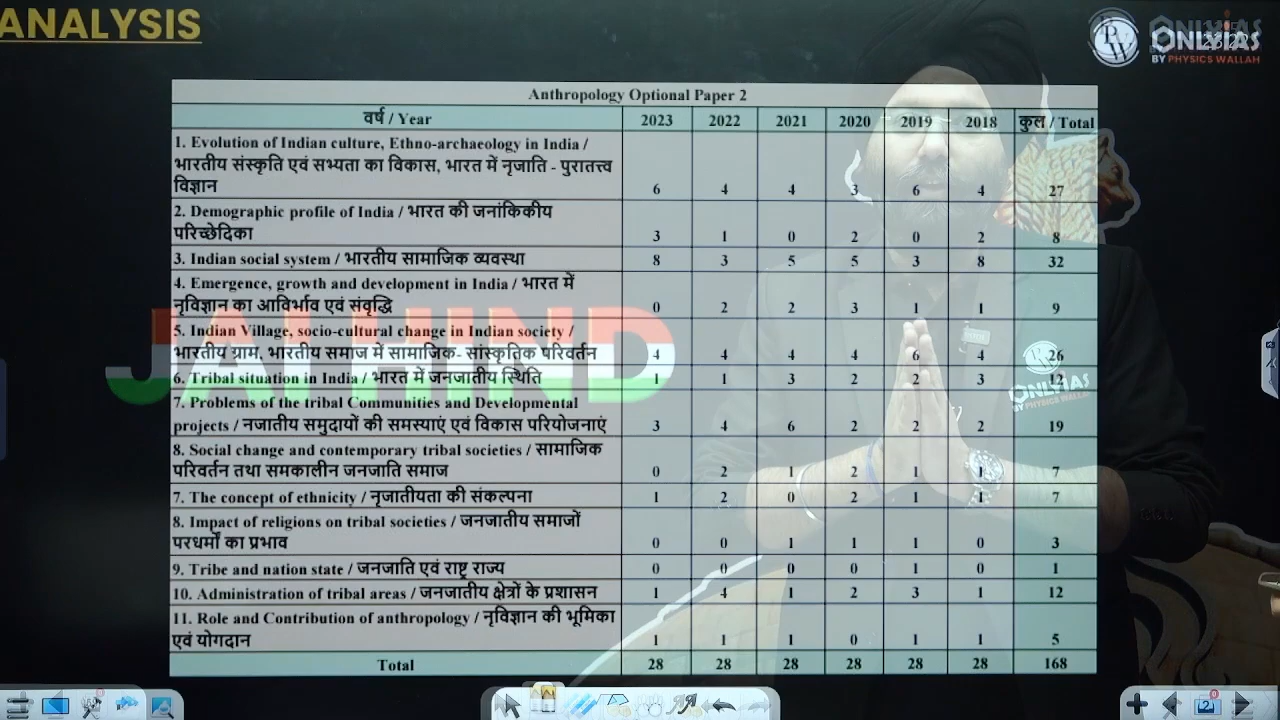 ANALYSIS
PW
ONLYIAS
BY PHYSICS WALLAH
Anthropology Optional Paper 2
वर्ष / Year 2023 2022 2021 2020 2019 2018 कुल / Total
1. Evolution of Indian culture, Ethno-archaeology in India /
भारतीय संस्कृति एवं सभ्यता का विकास, भारत में नृजाति - पुरातत्त्व
विज्ञान 6 4 4 3 6 4 27
2. Demographic profile of India / भारत की जनांकिकीय
परिच्छेदिका 3 1 0 2 0 2 8
3. Indian social system / भारतीय सामाजिक व्यवस्था 8 3 5 5 3 8 32
4. Emergence, growth and development in India / भारत में
नृविज्ञान का आविर्भाव एवं संवृद्धि 0 2 2 3 1 1 9
JAI HIND
5. Indian Village, socio-cultural change in Indian society /
भारतीय ग्राम, भारतीय समाज में सामाजिक- सांस्कृतिक परिवर्तन 4 4 4 4 6 4 26
6. Tribal situation in India / भारत में जनजातीय स्थिति 1 1 3 2 2 3 12
ONLYIAS
BY PHYSICS WALLAH
7. Problems of the tribal Communities and Developmental
projects / नजातीय समुदायों की समस्याएं एवं विकास परियोजनाएं 3 4 6 2 2 2 19
8. Social change and contemporary tribal societies / सामाजिक
परिवर्तन तथा समकालीन जनजाति समाज 0 2 1 2 1 1 7
7. The concept of ethnicity / नृजातीयता की संकल्पना 1 2 0 2 1 1 7
8. Impact of religions on tribal societies / जनजातीय समाजों
परधर्मों का प्रभाव 0 0 1 1 1 0 3
9. Tribe and nation state / जनजाति एवं राष्ट्र राज्य 0 0 0 0 1 0 1
10. Administration of tribal areas / जनजातीय क्षेत्रों के प्रशासन 1 4 1 2 3 1 12
11. Role and Contribution of anthropology / नृविज्ञान की भूमिका
एवं योगदान 1 1 1 0 1 1 5
Total 28 28 28 28 28 28 168
2